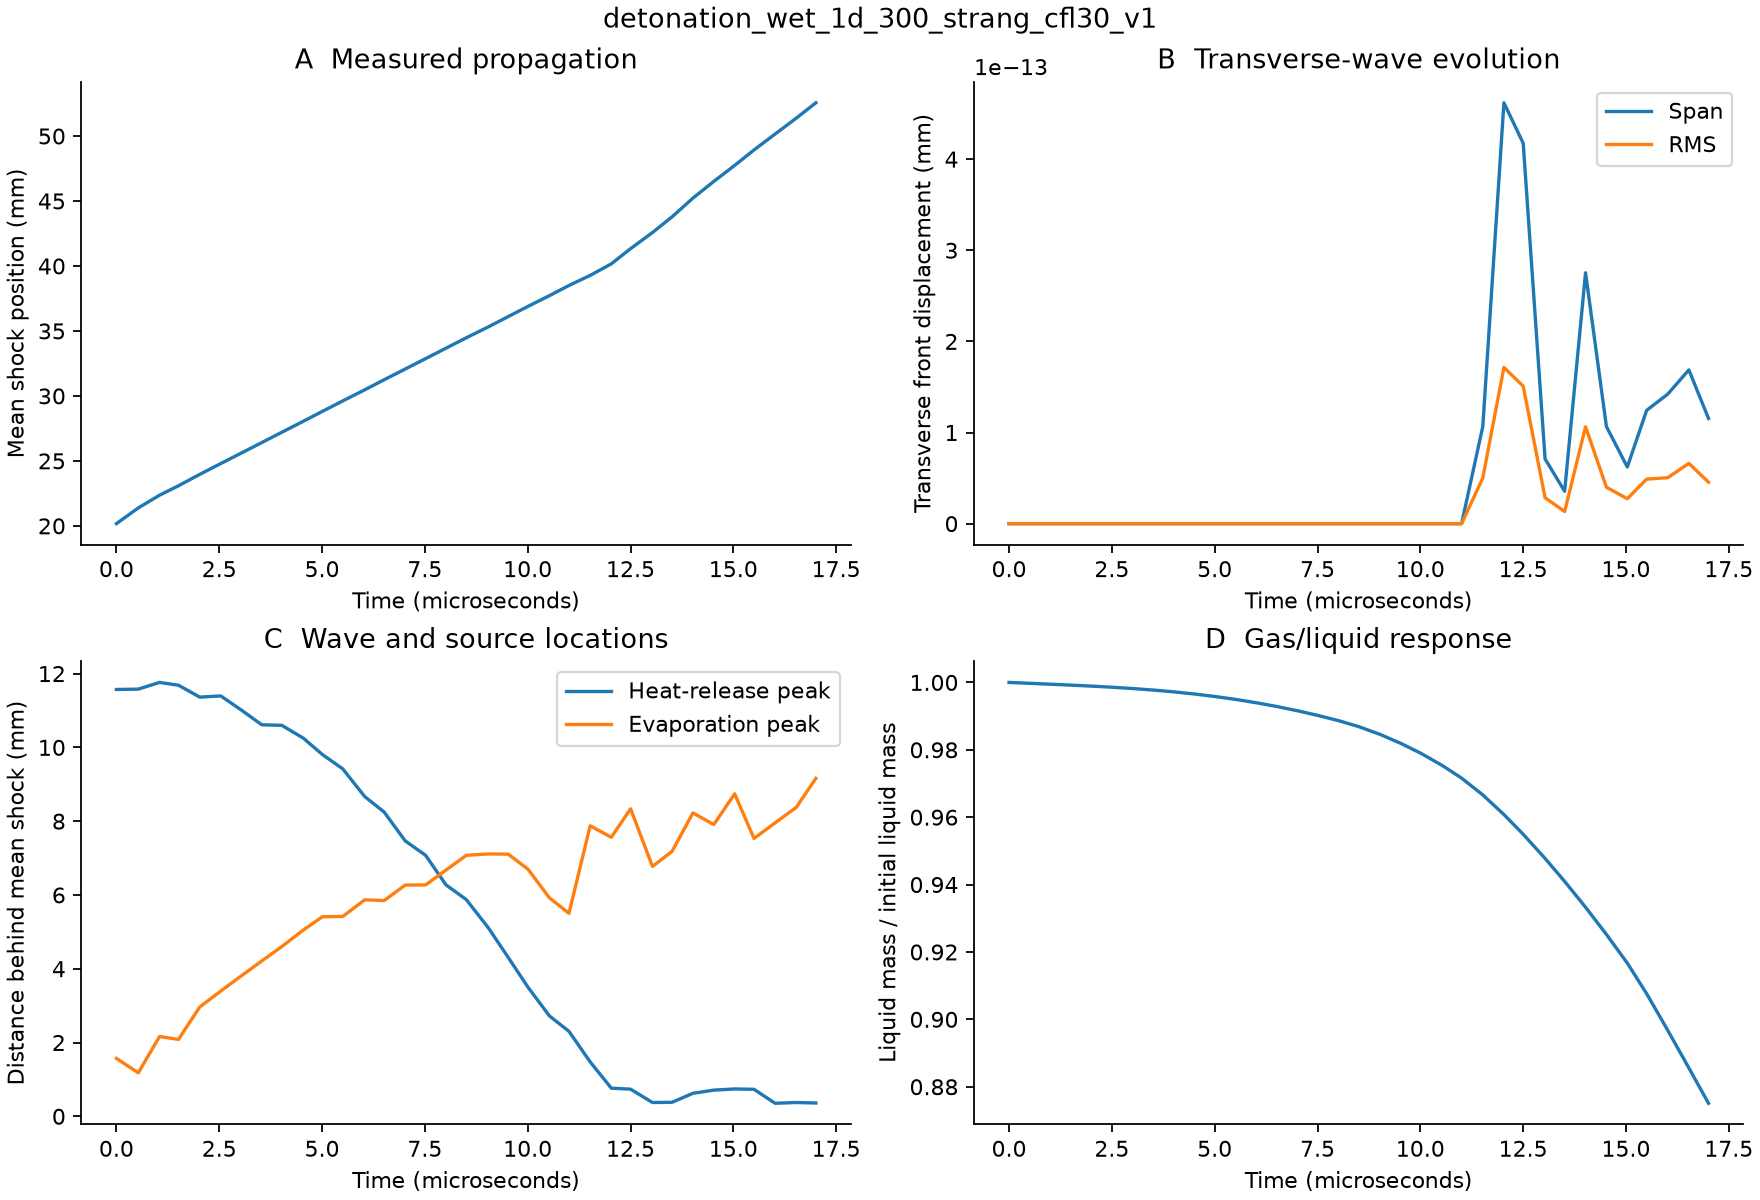 detonation_wet_1d_300_strang_cfl30_v1
A  Measured propagation
Mean shock position (mm)
50
45
40
35
30
25
20
0.0 2.5 5.0 7.5 10.0 12.5 15.0 17.5
Time (microseconds)
B  Transverse-wave evolution
1e−13
Transverse front displacement (mm)
4
3
2
1
0
Span
RMS
0.0 2.5 5.0 7.5 10.0 12.5 15.0 17.5
Time (microseconds)
C  Wave and source locations
Distance behind mean shock (mm)
12
10
8
6
4
2
0
Heat-release peak
Evaporation peak
0.0 2.5 5.0 7.5 10.0 12.5 15.0 17.5
Time (microseconds)
D  Gas/liquid response
Liquid mass / initial liquid mass
1.00
0.98
0.96
0.94
0.92
0.90
0.88
0.0 2.5 5.0 7.5 10.0 12.5 15.0 17.5
Time (microseconds)